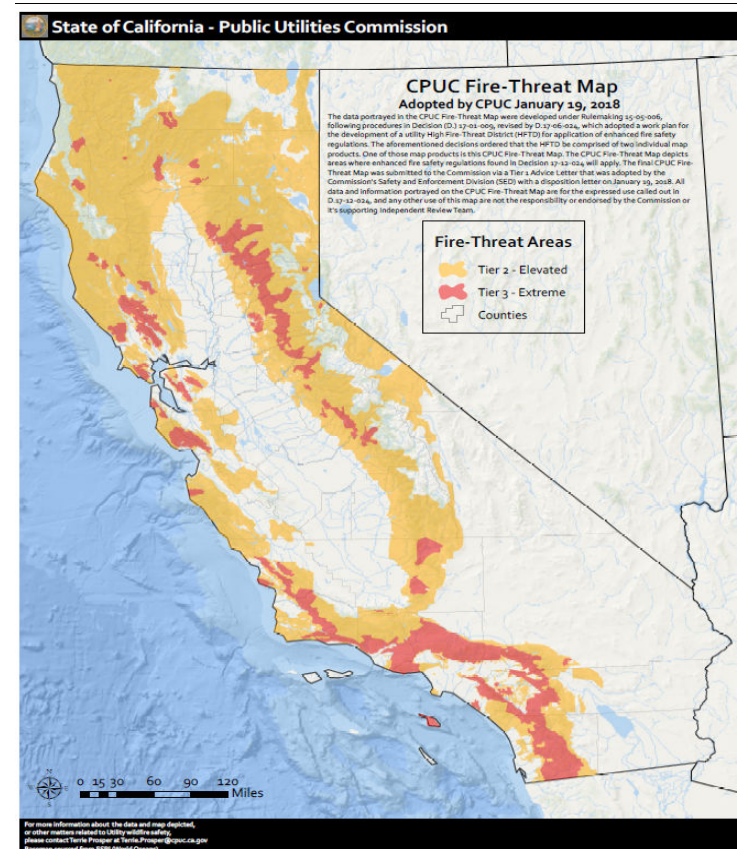 State of California - Public Utilities Commission
CPUC Fire-Threat Map
Adopted by CPUC January 19, 2018
The data portrayed in the CPUC Fire-Threat Map were developed under Rulemaking 15-05-006,
following procedures in Decision (D.) 17-01-009, revised by D.17-06-024, which adopted a work plan for
the development of a utility High Fire-Threat District (HFTD) for application of enhanced fire safety
regulations. The aforementioned decisions ordered that the HFTD be comprised of two individual map
products. One of those map products is this CPUC Fire-Threat Map. The CPUC Fire-Threat Map depicts
areas where enhanced fire safety regulations found in Decision 17-12-024 will apply. The final CPUC Fire-
Threat Map was submitted to the Commission via a Tier 1 Advice Letter that was adopted by the
Commission's Safety and Enforcement Division (SED) with a disposition letter on January 19, 2018. All
data and information portrayed on the CPUC Fire-Threat Map are for the expressed use called out in
D.17-12-024, and any other use of this map are not the responsibility or endorsed by the Commission or
it's supporting Independent Review Team.
Fire-Threat Areas
Tier 2 - Elevated
Tier 3 - Extreme
Counties
N
S
0 15 30 60 90 120
Miles
For more information about the data and map depicted,
or other matters related to Utility wildfire safety,
please contact Terrie Prosper at Terrie.Prosper@cpuc.ca.gov